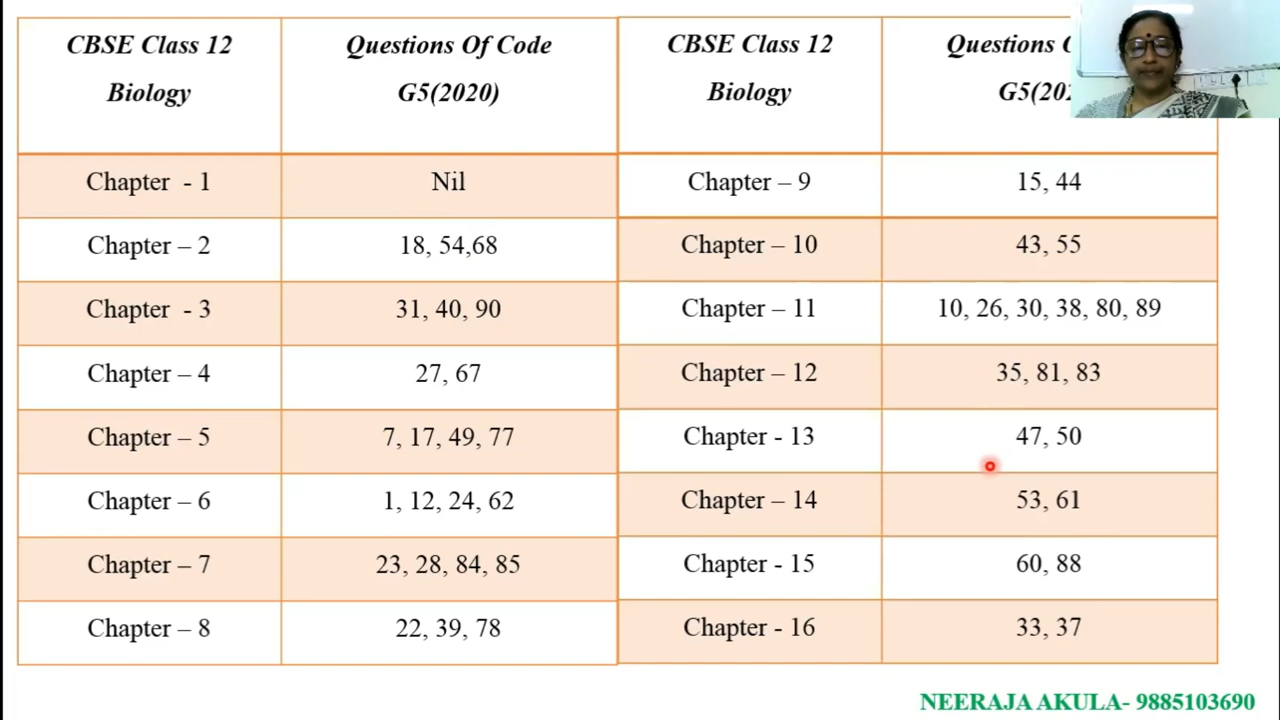 CBSE Class 12 Biology | Questions Of Code G5(2020) | CBSE Class 12 Biology | Questions
Chapter - 1 | Nil | Chapter – 9 | 15, 44
Chapter – 2 | 18, 54,68 | Chapter – 10 | 43, 55
Chapter - 3 | 31, 40, 90 | Chapter – 11 | 10, 26, 30, 38, 80, 89
Chapter – 4 | 27, 67 | Chapter – 12 | 35, 81, 83
Chapter – 5 | 7, 17, 49, 77 | Chapter - 13 | 47, 50
Chapter – 6 | 1, 12, 24, 62 | Chapter – 14 | 53, 61
Chapter – 7 | 23, 28, 84, 85 | Chapter - 15 | 60, 88
Chapter – 8 | 22, 39, 78 | Chapter - 16 | 33, 37
NEERAJA AKULA- 9885103690